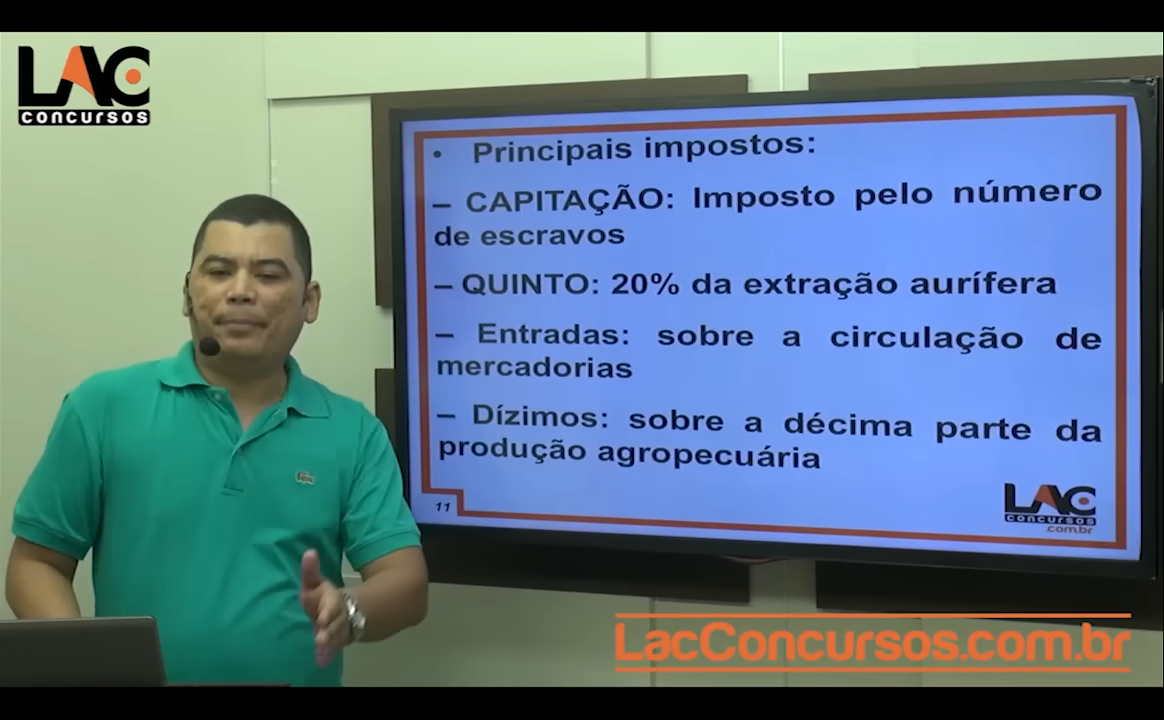 LAC
CONCURSOS
• Principais impostos:
– CAPITAÇÃO: Imposto pelo número
de escravos
– QUINTO: 20% da extração aurífera
– Entradas: sobre a circulação de
mercadorias
– Dízimos: sobre a décima parte da
produção agropecuária
11
LAC
CONCURSOS
.com.br
LacConcursos.com.br